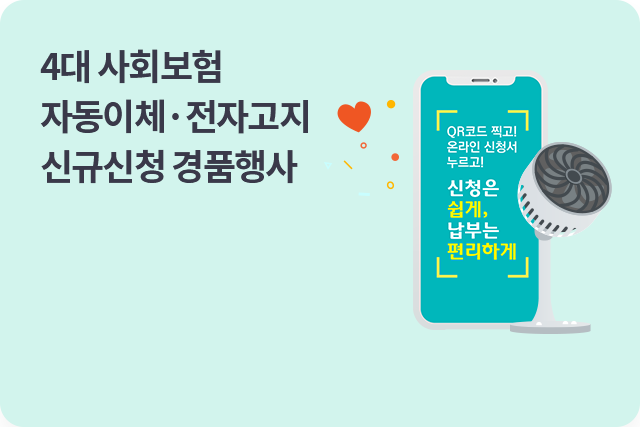 4대 사회보험
자동이체·전자고지
신규신청 경품행사
QR코드 찍고!
온라인 신청서
누르고!
신청은
쉽게,
납부는
편리하게